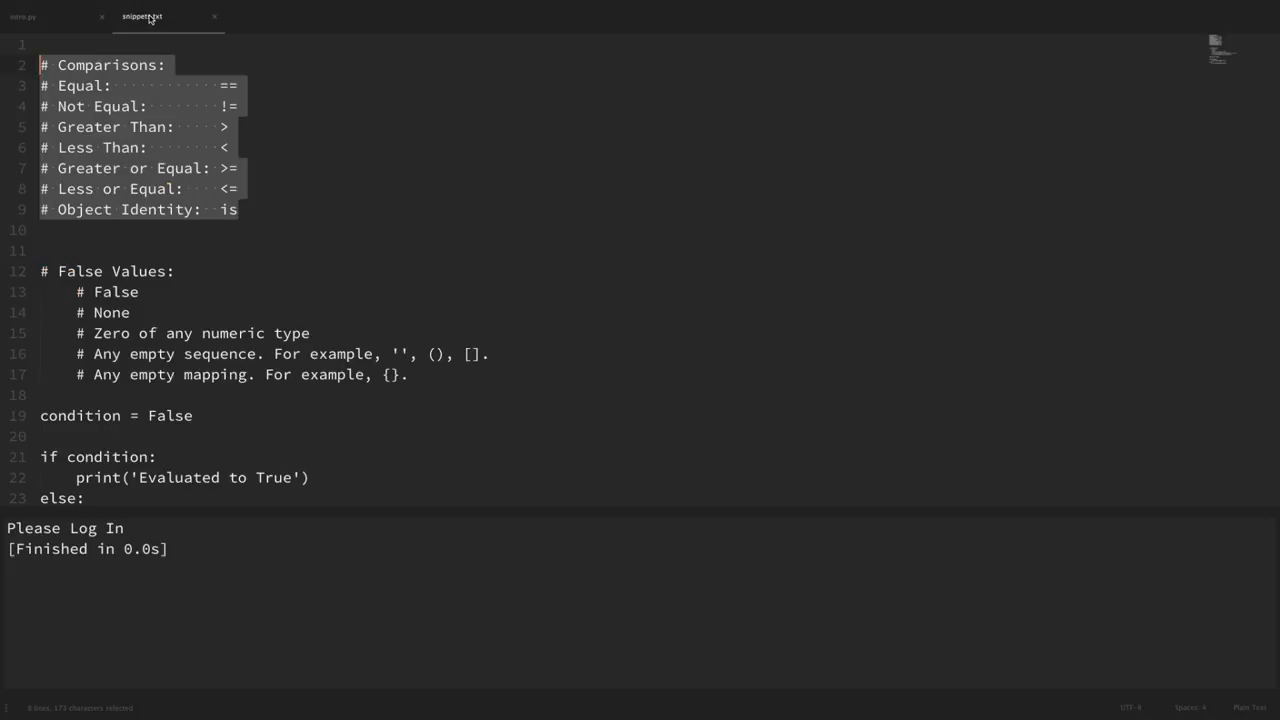 intro.py × snippets.txt ×
1
2 # Comparisons:
3 # Equal: ==
4 # Not Equal: !=
5 # Greater Than: >
6 # Less Than: <
7 # Greater or Equal: >=
8 # Less or Equal: <=
9 # Object Identity: is
10
11
12 # False Values:
13 # False
14 # None
15 # Zero of any numeric type
16 # Any empty sequence. For example, '', (), [].
17 # Any empty mapping. For example, {}.
18
19 condition = False
20
21 if condition:
22 print('Evaluated to True')
23 else:
Please Log In
[Finished in 0.0s]
8 lines, 173 characters selected UTF-8 Spaces: 4 Plain Text